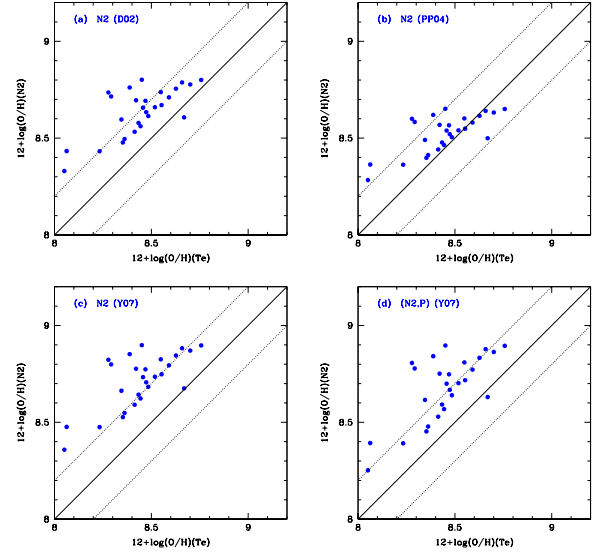 (a) N2 (D02)
9
8.5
8
8
8.5
9
12+log(O/H)(N2)
12+log(O/H)(Te)
(b) N2 (PP04)
9
8.5
8
8
8.5
9
12+log(O/H)(N2)
12+log(O/H)(Te)
(c) N2 (Y07)
9
8.5
8
8
8.5
9
12+log(O/H)(N2)
12+log(O/H)(Te)
(d) (N2,P) (Y07)
9
8.5
8
8
8.5
9
12+log(O/H)(N2)
12+log(O/H)(Te)